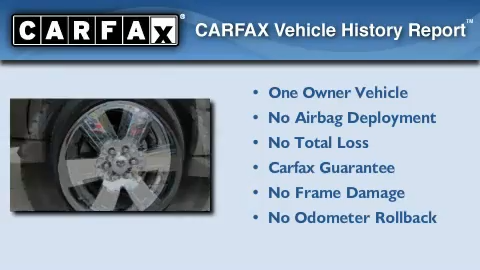 CARFAX® CARFAX Vehicle History Report™
• One Owner Vehicle
• No Airbag Deployment
• No Total Loss
• Carfax Guarantee
• No Frame Damage
• No Odometer Rollback